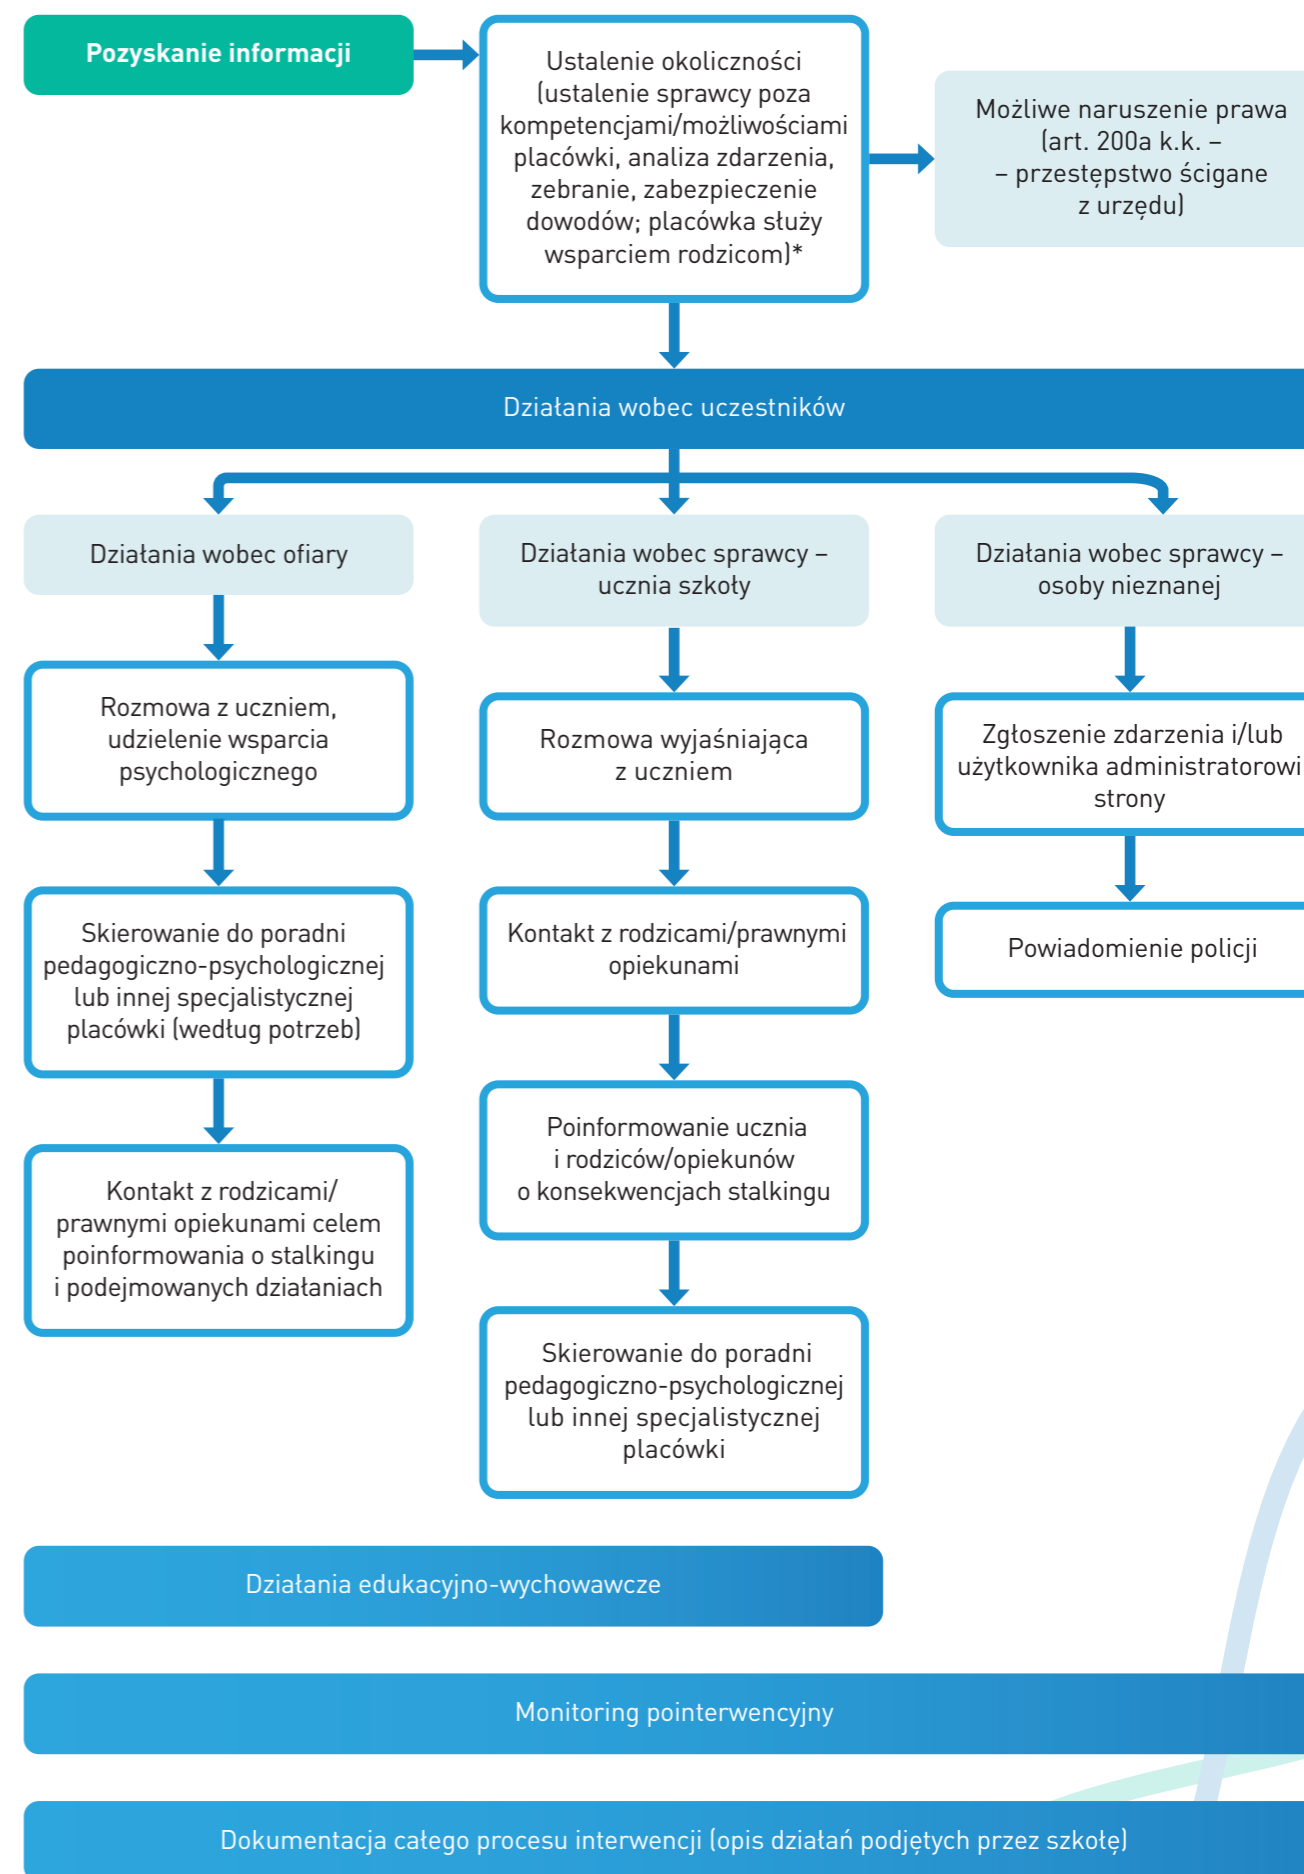 Pozyskanie informacji
Ustalenie okoliczności
(ustalenie sprawcy poza
kompetencjami/możliwościami
placówki, analiza zdarzenia,
zebranie, zabezpieczenie
dowodów; placówka służy
wsparciem rodzicom)*
Możliwe naruszenie prawa
(art. 200a k.k. –
– przestępstwo ścigane
z urzędu)
Działania wobec uczestników
Działania wobec ofiary
Rozmowa z uczniem,
udzielenie wsparcia
psychologicznego
Skierowanie do poradni
pedagogiczno-psychologicznej
lub innej specjalistycznej
placówki (według potrzeb)
Kontakt z rodzicami/
prawnymi opiekunami celem
poinformowania o stalkingu
i podejmowanych działaniach
Działania wobec sprawcy –
ucznia szkoły
Rozmowa wyjaśniająca
z uczniem
Kontakt z rodzicami/prawnymi
opiekunami
Poinformowanie ucznia
i rodziców/opiekunów
o konsekwencjach stalkingu
Skierowanie do poradni
pedagogiczno-psychologicznej
lub innej specjalistycznej
placówki
Działania wobec sprawcy –
osoby nieznanej
Zgłoszenie zdarzenia i/lub
użytkownika administratorowi
strony
Powiadomienie policji
Działania edukacyjno-wychowawcze
Monitoring pointerwencyjny
Dokumentacja całego procesu interwencji (opis działań podjętych przez szkołę)